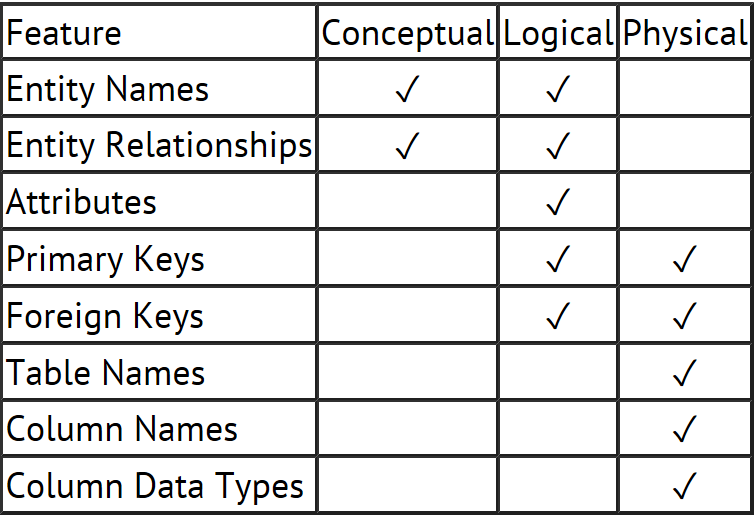 Feature Conceptual Logical Physical
Entity Names ✓ ✓
Entity Relationships ✓ ✓
Attributes ✓
Primary Keys ✓ ✓
Foreign Keys ✓ ✓
Table Names ✓
Column Names ✓
Column Data Types ✓